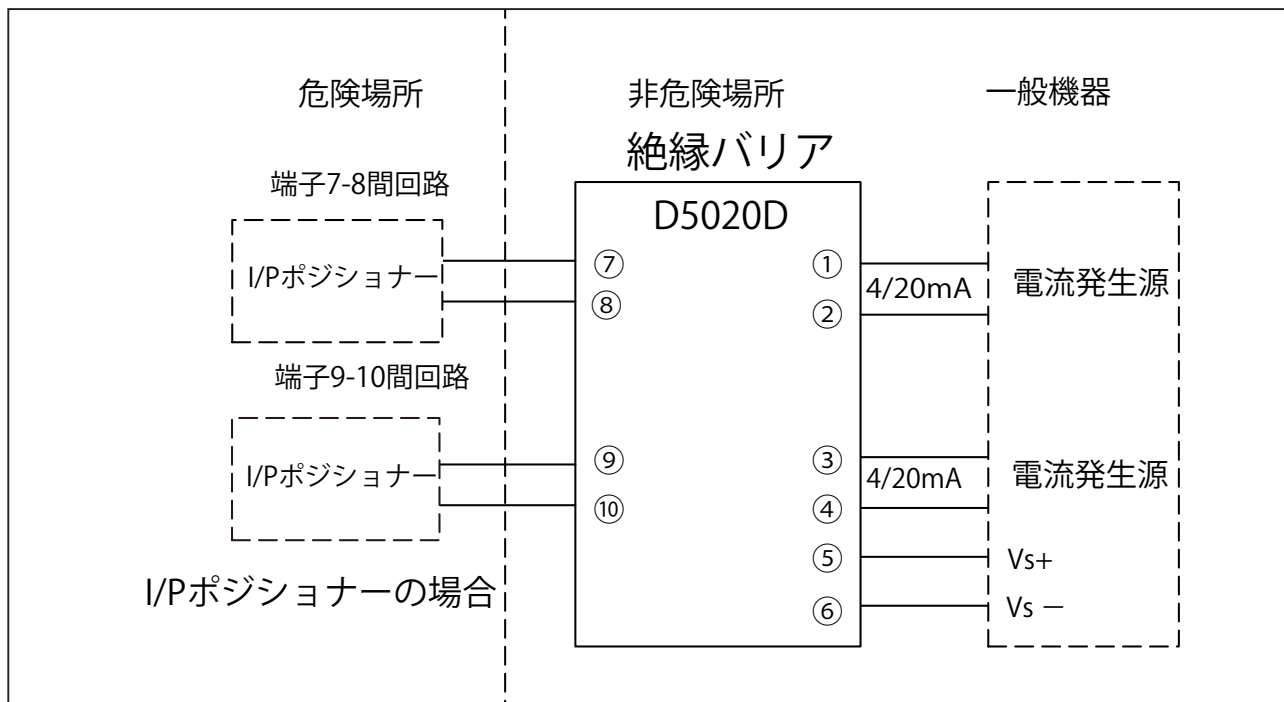 危険場所
非危険場所
一般機器
絶縁バリア
端子7-8間回路
D5020D
I/Pポジショナー
⑦
①
4/20mA
電流発生源
⑧
②
端子9-10間回路
I/Pポジショナー
⑨
③
4/20mA
電流発生源
⑩
④
⑤
Vs+
I/Pポジショナーの場合
⑥
Vs －